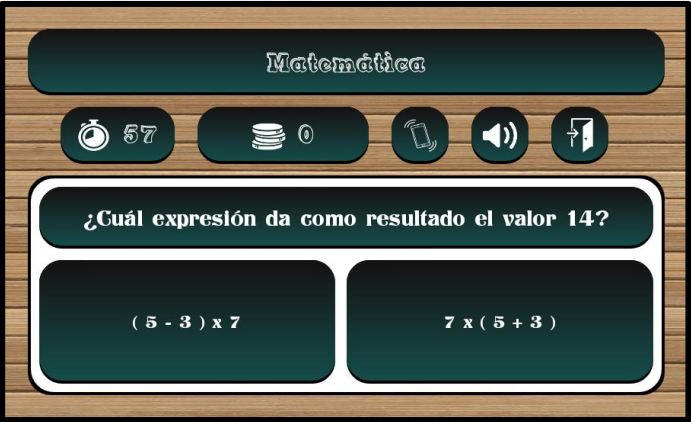 Matemática
57
0
¿Cuál expresión da como resultado el valor 14?
( 5 - 3 ) x 7
7 x ( 5 + 3 )